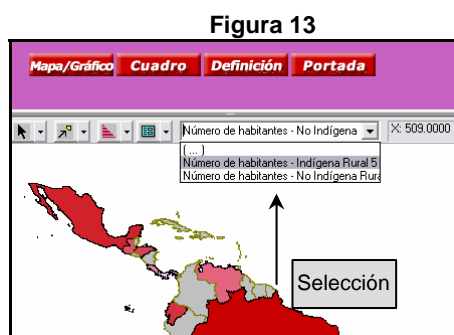 Figura 13
Mapa/Gráfico Cuadro Definición Portada
Número de habitantes - No Indígena X: 509.0000
( ... )
Número de habitantes - Indígena Rural 5
Número de habitantes - No Indígena Rura
Selección